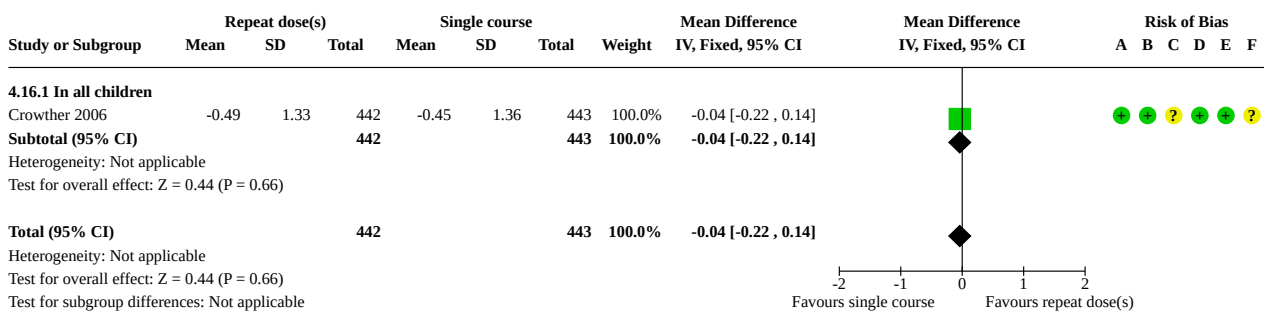 Repeat dose(s) Single course Mean Difference Mean Difference Risk of Bias
Study or Subgroup Mean SD Total Mean SD Total Weight IV, Fixed, 95% CI IV, Fixed, 95% CI A B C D E F
4.16.1 In all children
Crowther 2006 -0.49 1.33 442 -0.45 1.36 443 100.0% -0.04 [-0.22 , 0.14] + + ? + + ?
Subtotal (95% CI) 442 443 100.0% -0.04 [-0.22 , 0.14]
Heterogeneity: Not applicable
Test for overall effect: Z = 0.44 (P = 0.66)
Total (95% CI) 442 443 100.0% -0.04 [-0.22 , 0.14]
Heterogeneity: Not applicable
Test for overall effect: Z = 0.44 (P = 0.66) -2 -1 0 1 2
Test for subgroup differences: Not applicable Favours single course Favours repeat dose(s)